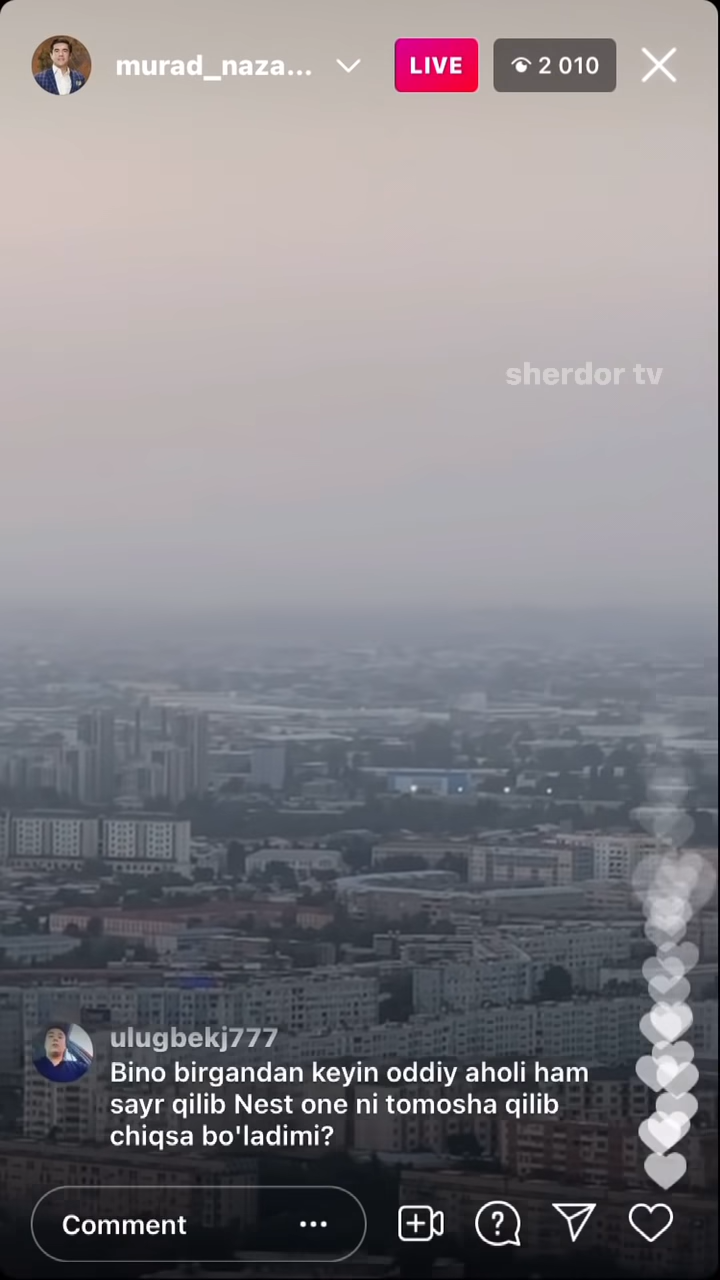 murad_naza...
LIVE
2 010
sherdor tv
ulugbekj777
Bino birgandan keyin oddiy aholi ham
sayr qilib Nest one ni tomosha qilib
chiqsa bo'ladimi?
Comment